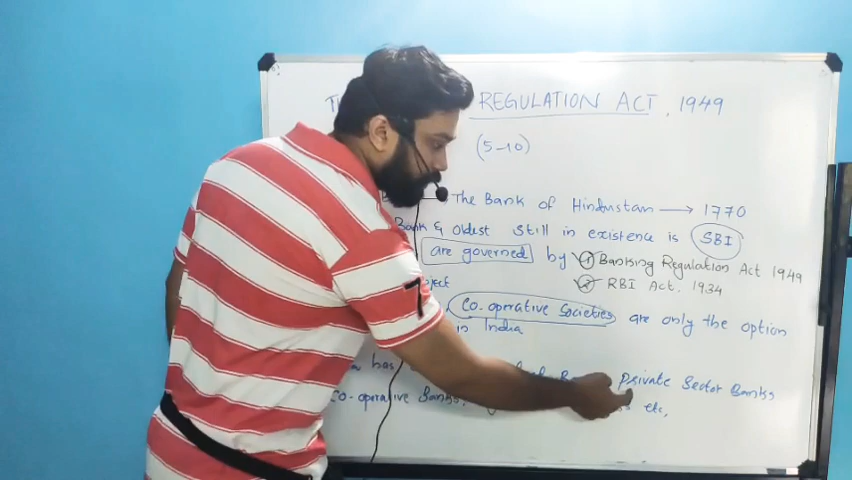 REGULATION ACT, 1949
(5-10)
The Bank of Hindustan → 1770
Bank & oldest still in existence is SBI
are governed by ① Banking Regulation Act 1949
② RBI Act. 1934
Co-operative Societies are only the option
in India
has private Sector Banks
Co-operative Banks, etc,
7